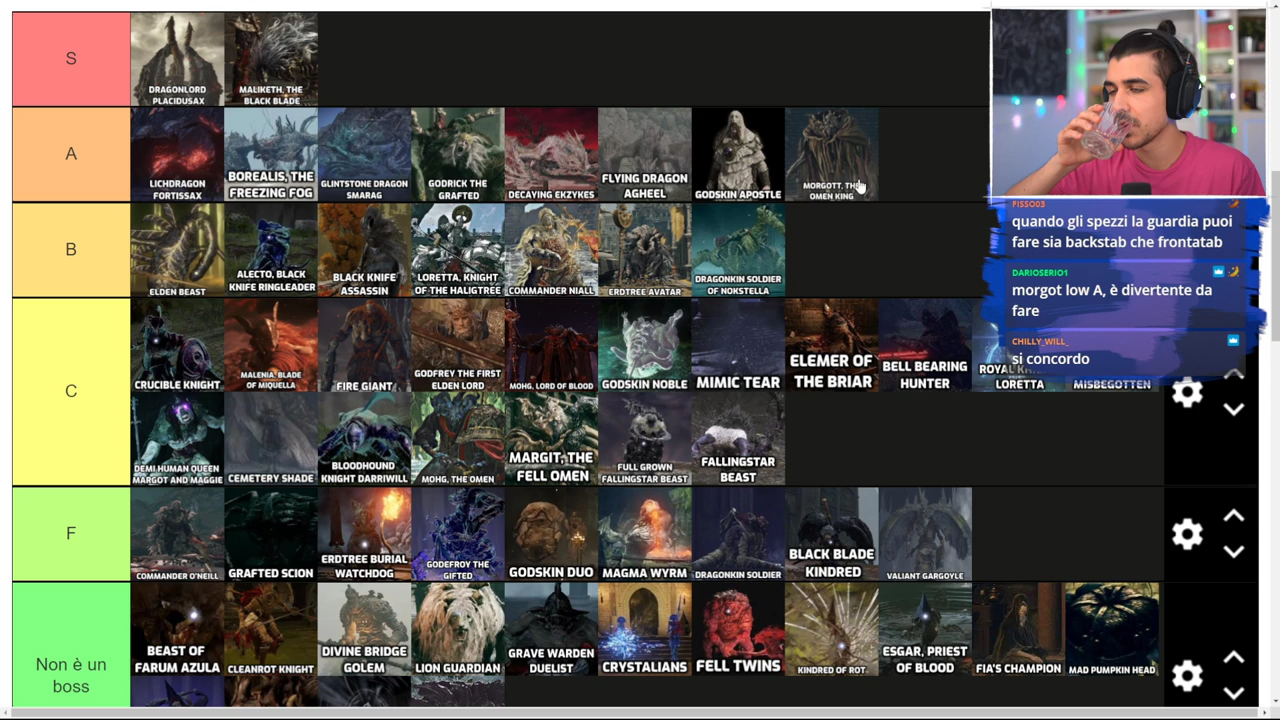 S
DRAGONLORD
PLACIDUSAX
MALIKETH, THE
BLACK BLADE
A
LICHDRAGON
FORTISSAX
BOREALIS, THE
FREEZING FOG
GLINTSTONE DRAGON
SMARAG
GODRICK THE
GRAFTED
DECAYING EKZYKES
FLYING DRAGON
AGHEEL
GODSKIN APOSTLE
MORGOTT, THE
OMEN KING
FISSO03
quando gli spezzi la guardia puoi
fare sia backstab che frontatab
DARIOSERIO1
morgot low A, è divertente da
fare
CHILLY_WILL_
si concordo
B
ELDEN BEAST
ALECTO, BLACK
KNIFE RINGLEADER
BLACK KNIFE
ASSASSIN
LORETTA, KNIGHT
OF THE HALIGTREE
COMMANDER NIALL
ERDTREE AVATAR
DRAGONKIN SOLDIER
OF NOKSTELLA
C
CRUCIBLE KNIGHT
MALENIA, BLADE
OF MIQUELLA
FIRE GIANT
GODFREY THE FIRST
ELDEN LORD
MOHG, LORD OF BLOOD
GODSKIN NOBLE
MIMIC TEAR
ELEMER OF
THE BRIAR
BELL BEARING
HUNTER
ROYAL
LORETTA
MISBEGOTTEN
DEMI HUMAN QUEEN
MARGOT AND MAGGIE
CEMETERY SHADE
BLOODHOUND
KNIGHT DARRIWILL
MOHG, THE OMEN
MARGIT, THE
FELL OMEN
FULL GROWN
FALLINGSTAR BEAST
FALLINGSTAR
BEAST
F
COMMANDER O'NEILL
GRAFTED SCION
ERDTREE BURIAL
WATCHDOG
GODEFROY THE
GIFTED
GODSKIN DUO
MAGMA WYRM
DRAGONKIN SOLDIER
BLACK BLADE
KINDRED
VALIANT GARGOYLE
Non è un
boss
BEAST OF
FARUM AZULA
CLEANROT KNIGHT
DIVINE BRIDGE
GOLEM
LION GUARDIAN
GRAVE WARDEN
DUELIST
CRYSTALIANS
FELL TWINS
KINDRED OF ROT
ESGAR, PRIEST
OF BLOOD
FIA'S CHAMPION
MAD PUMPKIN HEAD